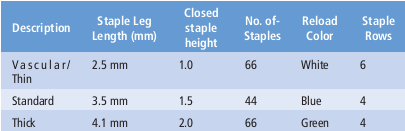 Description Staple Leg Length (mm) Closed staple height No. of- Staples Reload Color Staple Rows
Vascular/ Thin 2.5 mm 1.0 66 White 6
Standard 3.5 mm 1.5 44 Blue 4
Thick 4.1 mm 2.0 66 Green 4